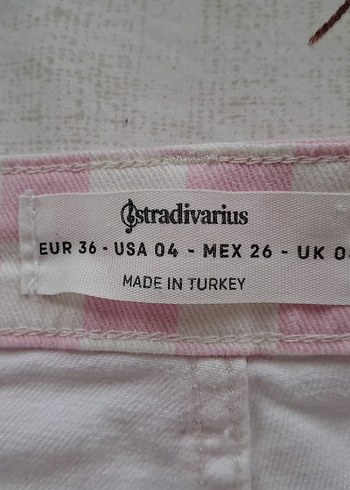 stradivarius
EUR 36 - USA 04 - MEX 26 - UK
MADE IN TURKEY